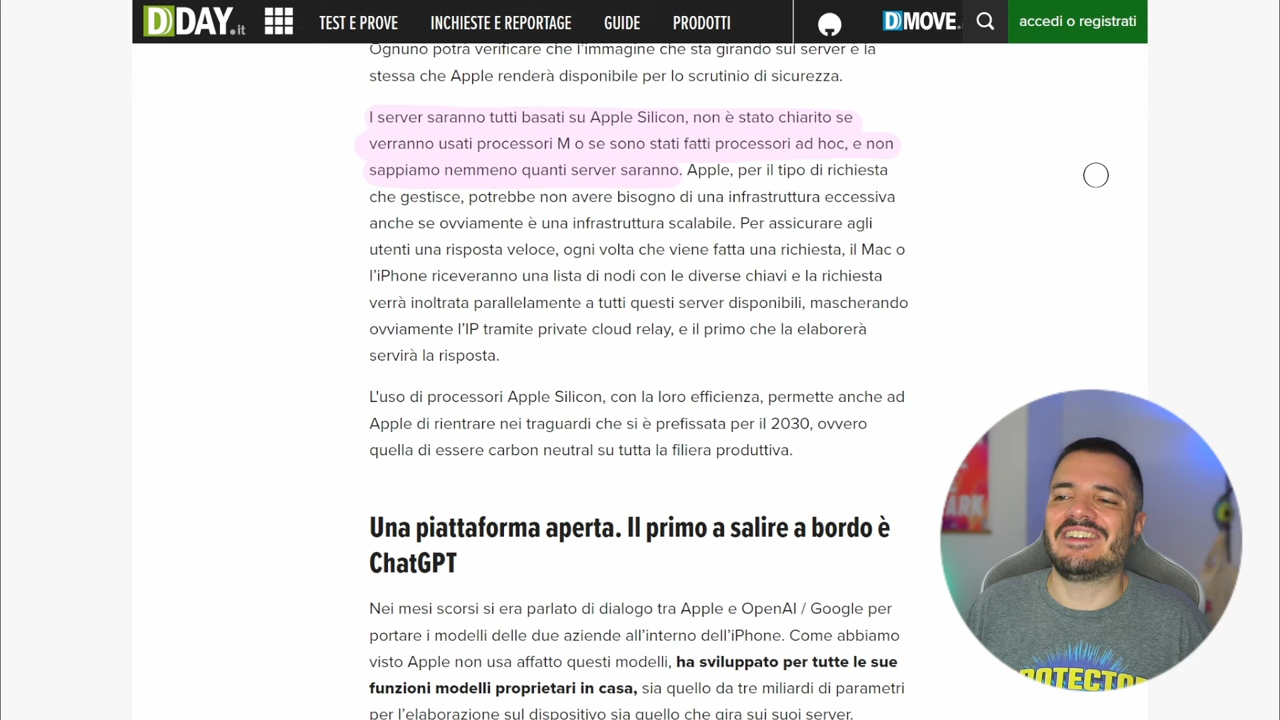 DDAY.it
TEST E PROVE
INCHIESTE E REPORTAGE
GUIDE
PRODOTTI
DMOVE.
accedi o registrati
Ognuno potrà verificare che l'immagine che sta girando sul server è la
stessa che Apple renderà disponibile per lo scrutinio di sicurezza.
I server saranno tutti basati su Apple Silicon, non è stato chiarito se
verranno usati processori M o se sono stati fatti processori ad hoc, e non
sappiamo nemmeno quanti server saranno. Apple, per il tipo di richiesta
che gestisce, potrebbe non avere bisogno di una infrastruttura eccessiva
anche se ovviamente è una infrastruttura scalabile. Per assicurare agli
utenti una risposta veloce, ogni volta che viene fatta una richiesta, il Mac o
l'iPhone riceveranno una lista di nodi con le diverse chiavi e la richiesta
verrà inoltrata parallelamente a tutti questi server disponibili, mascherando
ovviamente l'IP tramite private cloud relay, e il primo che la elaborerà
servirà la risposta.
L'uso di processori Apple Silicon, con la loro efficienza, permette anche ad
Apple di rientrare nei traguardi che si è prefissata per il 2030, ovvero
quella di essere carbon neutral su tutta la filiera produttiva.
Una piattaforma aperta. Il primo a salire a bordo è
ChatGPT
Nei mesi scorsi si era parlato di dialogo tra Apple e OpenAI / Google per
portare i modelli delle due aziende all'interno dell'iPhone. Come abbiamo
visto Apple non usa affatto questi modelli, ha sviluppato per tutte le sue
funzioni modelli proprietari in casa, sia quello da tre miliardi di parametri
per l'elaborazione sul dispositivo sia quello che gira sui suoi server.